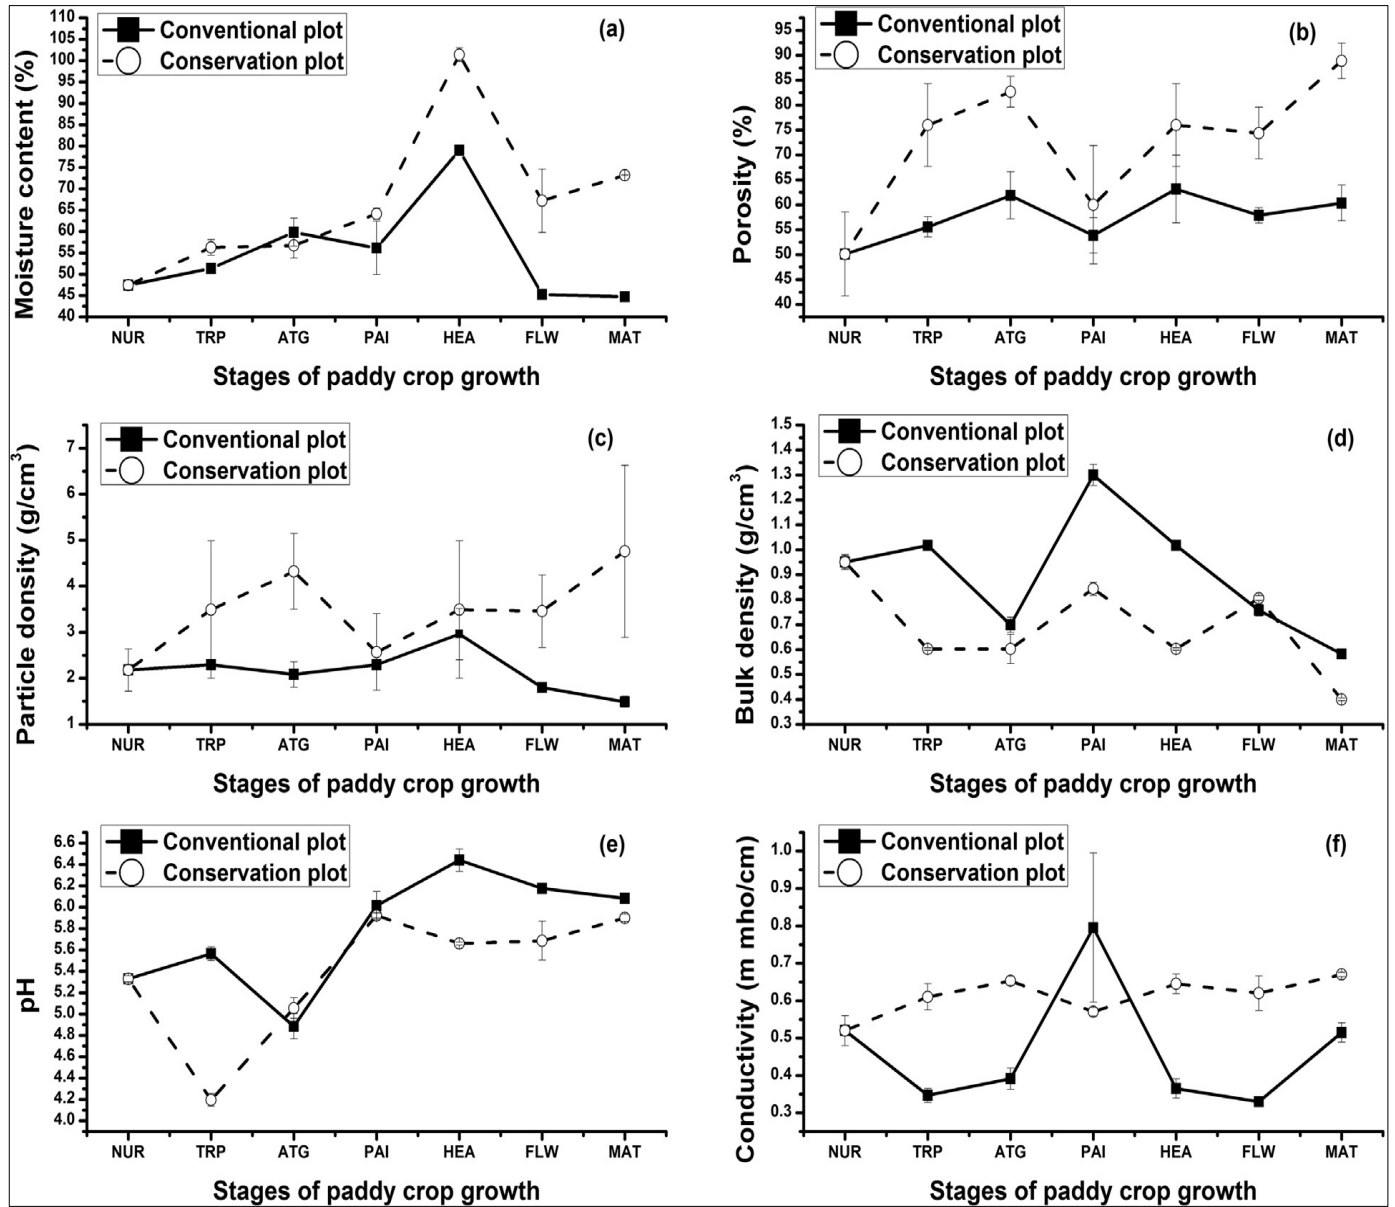 Conventional plot
Conservation plot
(a)
Moisture content (%)
110
105
100
95
90
85
80
75
70
65
60
55
50
45
40
NUR TRP ATG PAI HEA FLW MAT
Stages of paddy crop growth
Conventional plot
Conservation plot
(b)
Porosity (%)
95
90
85
80
75
70
65
60
55
50
45
40
NUR TRP ATG PAI HEA FLW MAT
Stages of paddy crop growth
Conventional plot
Conservation plot
(c)
Particle donsity (g/cm³)
7
6
5
4
3
2
1
NUR TRP ATG PAI HEA FLW MAT
Stages of paddy crop growth
Conventional plot
Conservation plot
(d)
Bulk density (g/cm³)
1.5
1.4
1.3
1.2
1.1
1.0
0.9
0.8
0.7
0.6
0.5
0.4
0.3
NUR TRP ATG PAI HEA FLW MAT
Stages of paddy crop growth
Conventional plot
Conservation plot
(e)
pH
6.6
6.4
6.2
6.0
5.8
5.6
5.4
5.2
5.0
4.8
4.6
4.4
4.2
4.0
NUR TRP ATG PAI HEA FLW MAT
Stages of paddy crop growth
Conventional plot
Conservation plot
(f)
Conductivity (m mho/cm)
1.0
0.9
0.8
0.7
0.6
0.5
0.4
0.3
NUR TRP ATG PAI HEA FLW MAT
Stages of paddy crop growth